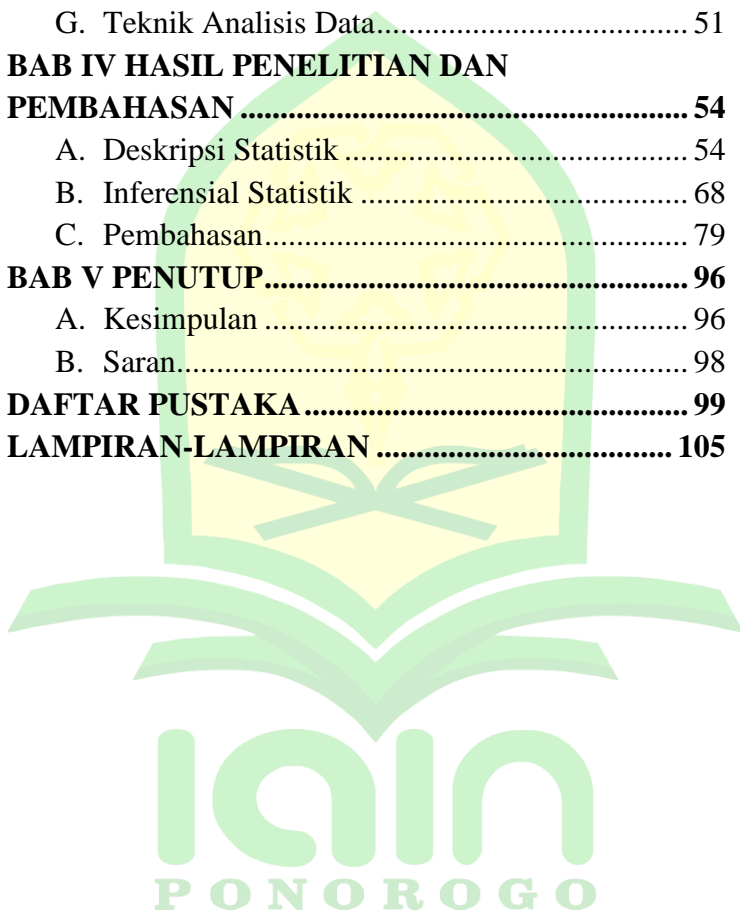 G. Teknik Analisis Data.................................... 51
BAB IV HASIL PENELITIAN DAN
PEMBAHASAN .................................................... 54
A. Deskripsi Statistik ........................................ 54
B. Inferensial Statistik ...................................... 68
C. Pembahasan................................................. 79
BAB V PENUTUP................................................. 96
A. Kesimpulan ................................................. 96
B. Saran............................................................ 98
DAFTAR PUSTAKA............................................. 99
LAMPIRAN-LAMPIRAN ................................... 105
IAIN
PONOROGO